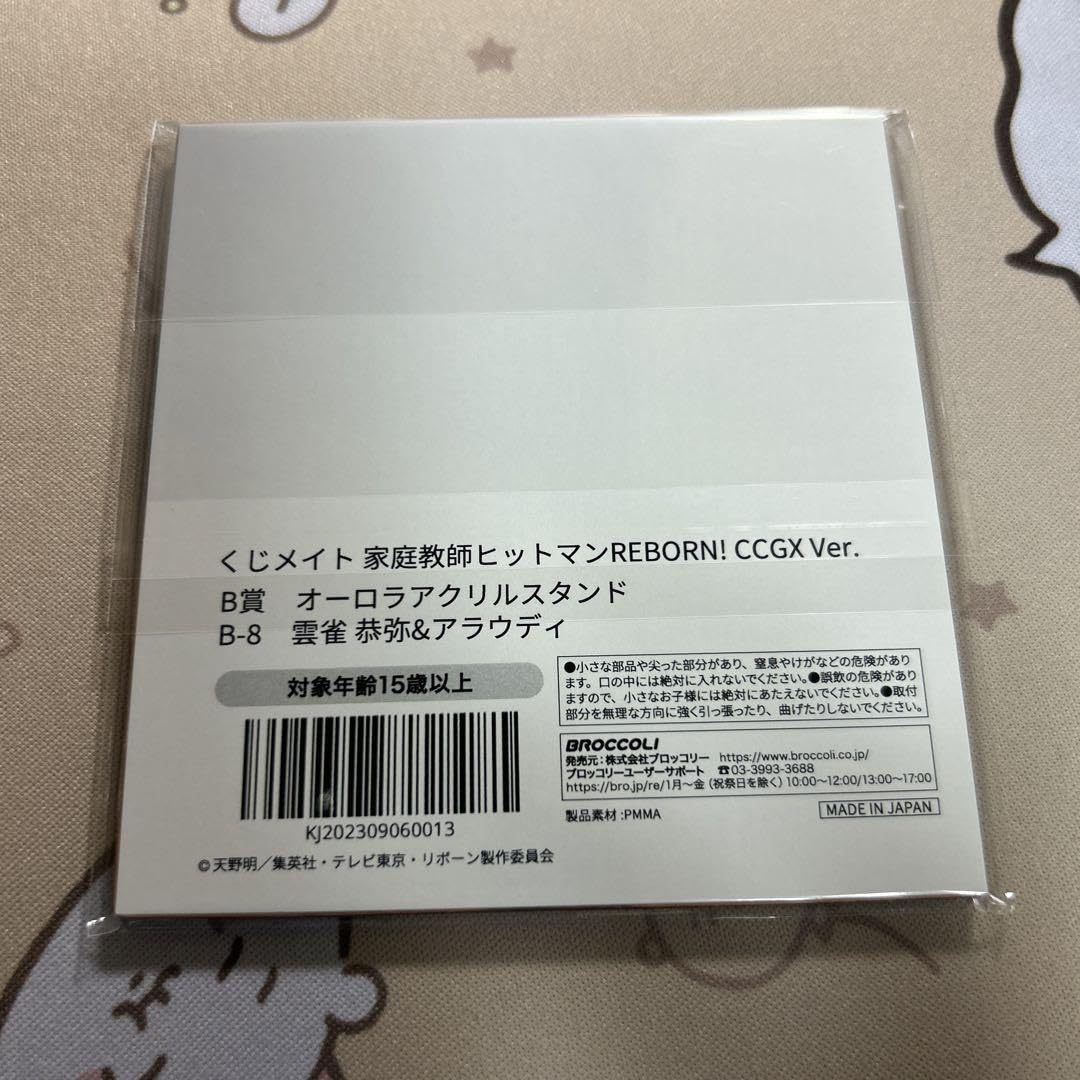 くじメイト 家庭教師ヒットマンREBORN! CCGX Ver.
B賞 オーロラアクリルスタンド
B-8 雲雀 恭弥&アラウディ
対象年齢15歳以上
KJ202309060013
©天野明／集英社・テレビ東京・リボーン製作委員会
●小さな部品や尖った部分があり、窒息やけがなどの危険があり
ます。口の中には絶対に入れないでください。●誤飲の危険があり
ますので、小さなお子様には絶対にあたえないでください。●取付
部分を無理な方向に強く引っ張ったり、曲げたりしないでください。
BROCCOLI
発売元：株式会社ブロッコリー https://www.broccoli.co.jp/
ブロッコリーユーザーサポート ☎03-3993-3688
https://bro.jp/re/1月～金（祝祭日を除く）10:00～12:00/13:00～17:00
製品素材:PMMA
MADE IN JAPAN